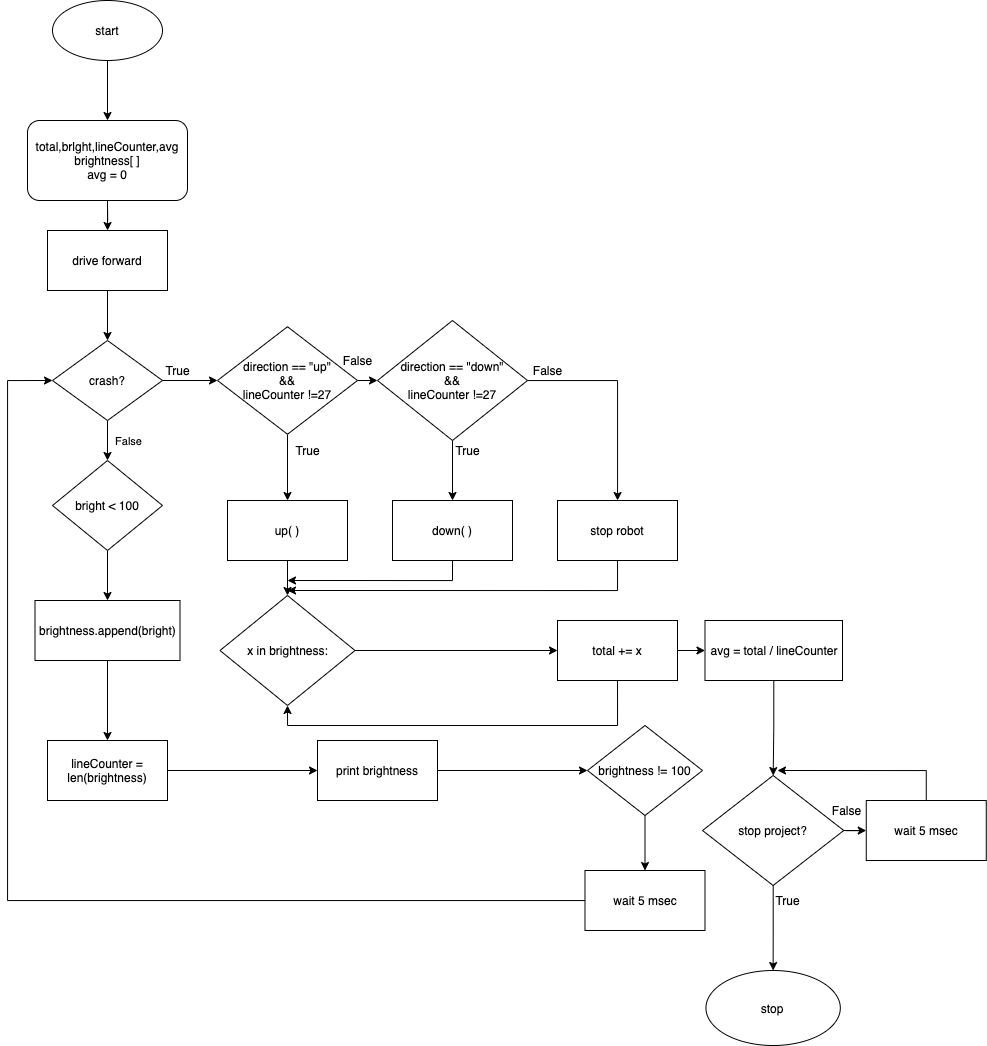 start
total,brIght,lineCounter,avg
brightness[ ]
avg = 0
drive forward
crash?
True
direction == "up"
&&
lineCounter !=27
False
direction == "down"
&&
lineCounter !=27
False
False
True
True
bright < 100
up( )
down( )
stop robot
brightness.append(bright)
x in brightness:
total += x
avg = total / lineCounter
lineCounter =
len(brightness)
print brightness
brightness != 100
stop project?
False
wait 5 msec
wait 5 msec
True
stop